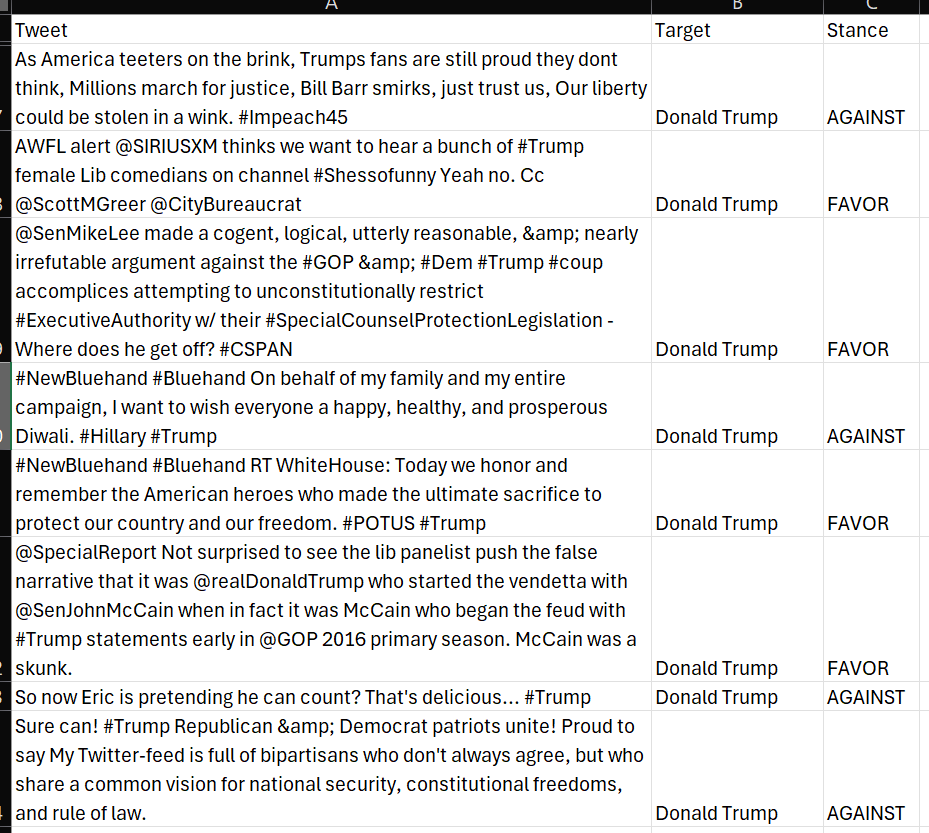 A B C
Tweet Target Stance
As America teeters on the brink, Trumps fans are still proud they dont
think, Millions march for justice, Bill Barr smirks, just trust us, Our liberty
could be stolen in a wink. #Impeach45 Donald Trump AGAINST
AWFL alert @SIRIUSXM thinks we want to hear a bunch of #Trump
female Lib comedians on channel #Shessofunny Yeah no. Cc
@ScottMGreer @CityBureaucrat Donald Trump FAVOR
@SenMikeLee made a cogent, logical, utterly reasonable, &amp; nearly
irrefutable argument against the #GOP &amp; #Dem #Trump #coup
accomplices attempting to unconstitutionally restrict
#ExecutiveAuthority w/ their #SpecialCounselProtectionLegislation -
Where does he get off? #CSPAN Donald Trump FAVOR
#NewBluehand #Bluehand On behalf of my family and my entire
campaign, I want to wish everyone a happy, healthy, and prosperous
Diwali. #Hillary #Trump Donald Trump AGAINST
#NewBluehand #Bluehand RT WhiteHouse: Today we honor and
remember the American heroes who made the ultimate sacrifice to
protect our country and our freedom. #POTUS #Trump Donald Trump FAVOR
@SpecialReport Not surprised to see the lib panelist push the false
narrative that it was @realDonaldTrump who started the vendetta with
@SenJohnMcCain when in fact it was McCain who began the feud with
#Trump statements early in @GOP 2016 primary season. McCain was a
skunk. Donald Trump FAVOR
So now Eric is pretending he can count? That's delicious... #Trump Donald Trump AGAINST
Sure can! #Trump Republican &amp; Democrat patriots unite! Proud to
say My Twitter-feed is full of bipartisans who don't always agree, but who
share a common vision for national security, constitutional freedoms,
and rule of law. Donald Trump AGAINST